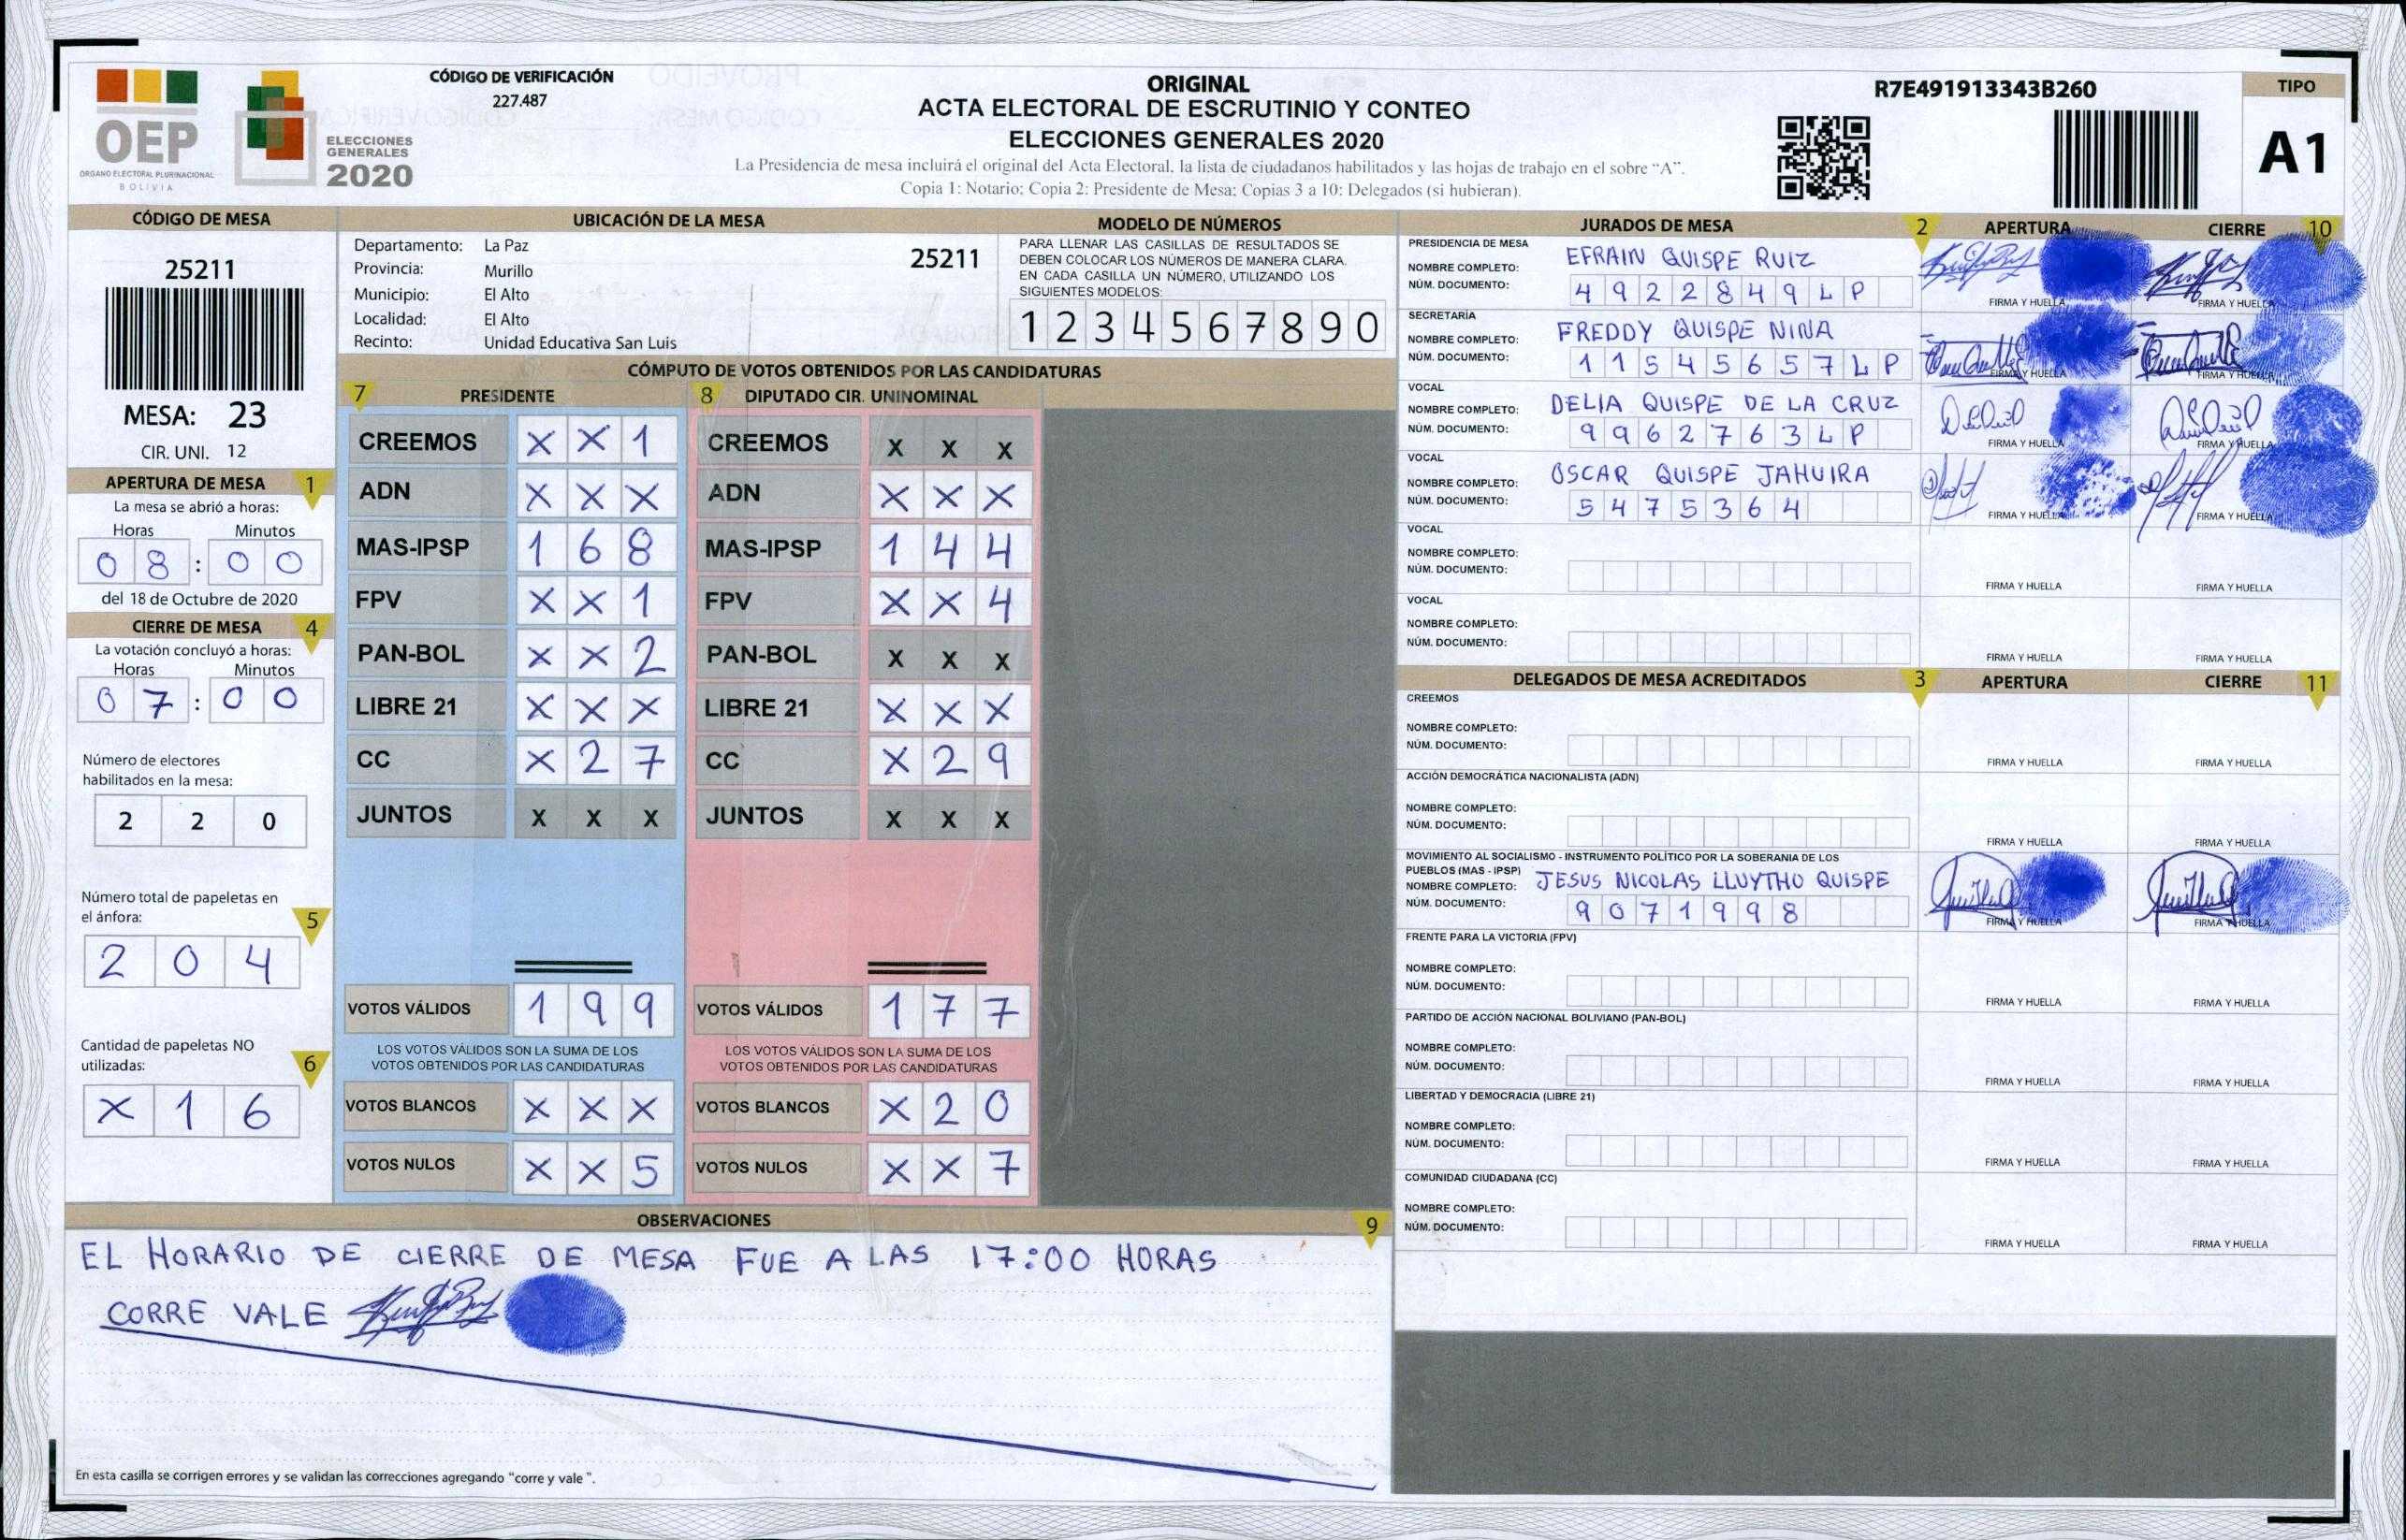 OEP
ÓRGANO ELECTORAL PLURINACIONAL
BOLIVIA
ELECCIONES
GENERALES
2020
CÓDIGO DE VERIFICACIÓN
227.487
ORIGINAL
ACTA ELECTORAL DE ESCRUTINIO Y CONTEO
ELECCIONES GENERALES 2020
La Presidencia de mesa incluirá el original del Acta Electoral, la lista de ciudadanos habilitados y las hojas de trabajo en el sobre “A”.
Copia 1: Notario; Copia 2: Presidente de Mesa; Copias 3 a 10: Delegados (si hubieran).
R7E491913343B260
TIPO
A1
CÓDIGO DE MESA
25211
MESA: 23
CIR. UNI. 12
APERTURA DE MESA 1
La mesa se abrió a horas:
Horas Minutos
0 8 : 0 0
del 18 de Octubre de 2020
CIERRE DE MESA 4
La votación concluyó a horas:
Horas Minutos
0 7 : 0 0
Número de electores
habilitados en la mesa:
2 2 0
Número total de papeletas en
el ánfora: 5
2 0 4
Cantidad de papeletas NO
utilizadas: 6
X 1 6
UBICACIÓN DE LA MESA
Departamento: La Paz 25211
Provincia: Murillo
Municipio: El Alto
Localidad: El Alto
Recinto: Unidad Educativa San Luis
MODELO DE NÚMEROS
PARA LLENAR LAS CASILLAS DE RESULTADOS SE
DEBEN COLOCAR LOS NÚMEROS DE MANERA CLARA.
EN CADA CASILLA UN NÚMERO, UTILIZANDO LOS
SIGUIENTES MODELOS:
1 2 3 4 5 6 7 8 9 0
CÓMPUTO DE VOTOS OBTENIDOS POR LAS CANDIDATURAS
7 PRESIDENTE 8 DIPUTADO CIR. UNINOMINAL
CREEMOS X X 1 CREEMOS X X X
ADN X X X ADN X X X
MAS-IPSP 1 6 8 MAS-IPSP 1 4 4
FPV X X 1 FPV X X 4
PAN-BOL X X 2 PAN-BOL X X X
LIBRE 21 X X X LIBRE 21 X X X
CC X 2 7 CC X 2 9
JUNTOS X X X JUNTOS X X X
VOTOS VÁLIDOS 1 9 9 VOTOS VÁLIDOS 1 7 7
LOS VOTOS VÁLIDOS SON LA SUMA DE LOS LOS VOTOS VÁLIDOS SON LA SUMA DE LOS
VOTOS OBTENIDOS POR LAS CANDIDATURAS VOTOS OBTENIDOS POR LAS CANDIDATURAS
VOTOS BLANCOS X X X VOTOS BLANCOS X 2 0
VOTOS NULOS X X 5 VOTOS NULOS X X 7
OBSERVACIONES 9
EL HORARIO DE CIERRE DE MESA FUE A LAS 17:00 HORAS
CORRE VALE
En esta casilla se corrigen errores y se validan las correcciones agregando "corre y vale ".
JURADOS DE MESA 2 APERTURA CIERRE 10
PRESIDENCIA DE MESA
NOMBRE COMPLETO: EFRAIN QUISPE RUIZ
NÚM. DOCUMENTO: 4 9 2 2 8 4 9 L P
FIRMA Y HUELLA FIRMA Y HUELLA
SECRETARÍA
NOMBRE COMPLETO: FREDDY QUISPE NINA
NÚM. DOCUMENTO: 1 1 5 4 5 6 5 7 L P
FIRMA Y HUELLA FIRMA Y HUELLA
VOCAL
NOMBRE COMPLETO: DELIA QUISPE DE LA CRUZ
NÚM. DOCUMENTO: 9 9 6 2 7 6 3 L P
FIRMA Y HUELLA FIRMA Y HUELLA
VOCAL
NOMBRE COMPLETO: OSCAR QUISPE JAHUIRA
NÚM. DOCUMENTO: 5 4 7 5 3 6 4
FIRMA Y HUELLA FIRMA Y HUELLA
VOCAL
NOMBRE COMPLETO:
NÚM. DOCUMENTO:
FIRMA Y HUELLA FIRMA Y HUELLA
VOCAL
NOMBRE COMPLETO:
NÚM. DOCUMENTO:
FIRMA Y HUELLA FIRMA Y HUELLA
DELEGADOS DE MESA ACREDITADOS 3 APERTURA CIERRE 11
CREEMOS
NOMBRE COMPLETO:
NÚM. DOCUMENTO:
FIRMA Y HUELLA FIRMA Y HUELLA
ACCIÓN DEMOCRÁTICA NACIONALISTA (ADN)
NOMBRE COMPLETO:
NÚM. DOCUMENTO:
FIRMA Y HUELLA FIRMA Y HUELLA
MOVIMIENTO AL SOCIALISMO - INSTRUMENTO POLÍTICO POR LA SOBERANIA DE LOS
PUEBLOS (MAS - IPSP)
NOMBRE COMPLETO: JESUS NICOLAS LLUYTHO QUISPE
NÚM. DOCUMENTO: 9 0 7 1 9 9 8
FIRMA Y HUELLA FIRMA Y HUELLA
FRENTE PARA LA VICTORIA (FPV)
NOMBRE COMPLETO:
NÚM. DOCUMENTO:
FIRMA Y HUELLA FIRMA Y HUELLA
PARTIDO DE ACCIÓN NACIONAL BOLIVIANO (PAN-BOL)
NOMBRE COMPLETO:
NÚM. DOCUMENTO:
FIRMA Y HUELLA FIRMA Y HUELLA
LIBERTAD Y DEMOCRACIA (LIBRE 21)
NOMBRE COMPLETO:
NÚM. DOCUMENTO:
FIRMA Y HUELLA FIRMA Y HUELLA
COMUNIDAD CIUDADANA (CC)
NOMBRE COMPLETO:
NÚM. DOCUMENTO:
FIRMA Y HUELLA FIRMA Y HUELLA